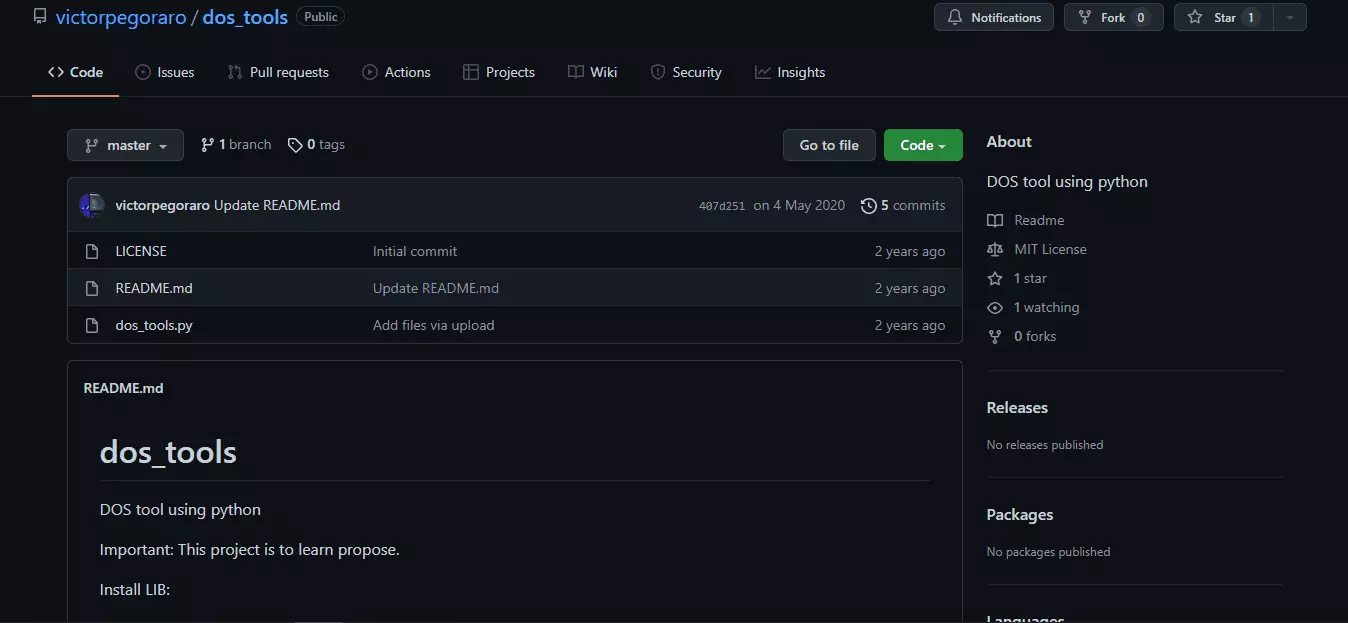 victorpegoraro / dos_tools Public
Notifications Fork 0 Star 1
Code Issues Pull requests Actions Projects Wiki Security Insights
master 1 branch 0 tags Go to file Code
victorpegoraro Update README.md 407d251 on 4 May 2020 5 commits
LICENSE Initial commit 2 years ago
README.md Update README.md 2 years ago
dos_tools.py Add files via upload 2 years ago
README.md
dos_tools
DOS tool using python
Important: This project is to learn propose.
Install LIB:
About
DOS tool using python
Readme
MIT License
1 star
1 watching
0 forks
Releases
No releases published
Packages
No packages published
Languages